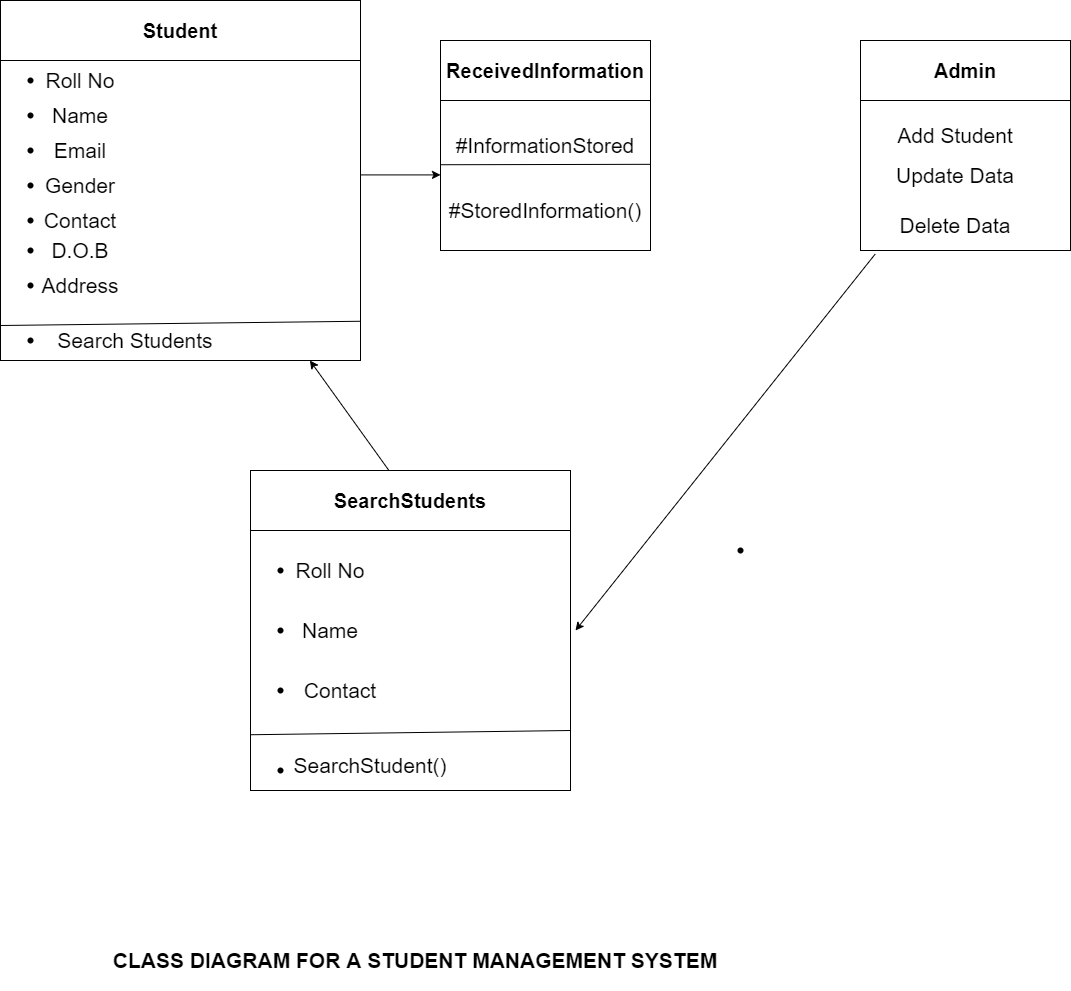 Student
• Roll No
• Name
• Email
• Gender
• Contact
• D.O.B
• Address
• Search Students
ReceivedInformation
#InformationStored
#StoredInformation()
Admin
Add Student
Update Data
Delete Data
SearchStudents
• Roll No
• Name
• Contact
• SearchStudent()
•
CLASS DIAGRAM FOR A STUDENT MANAGEMENT SYSTEM